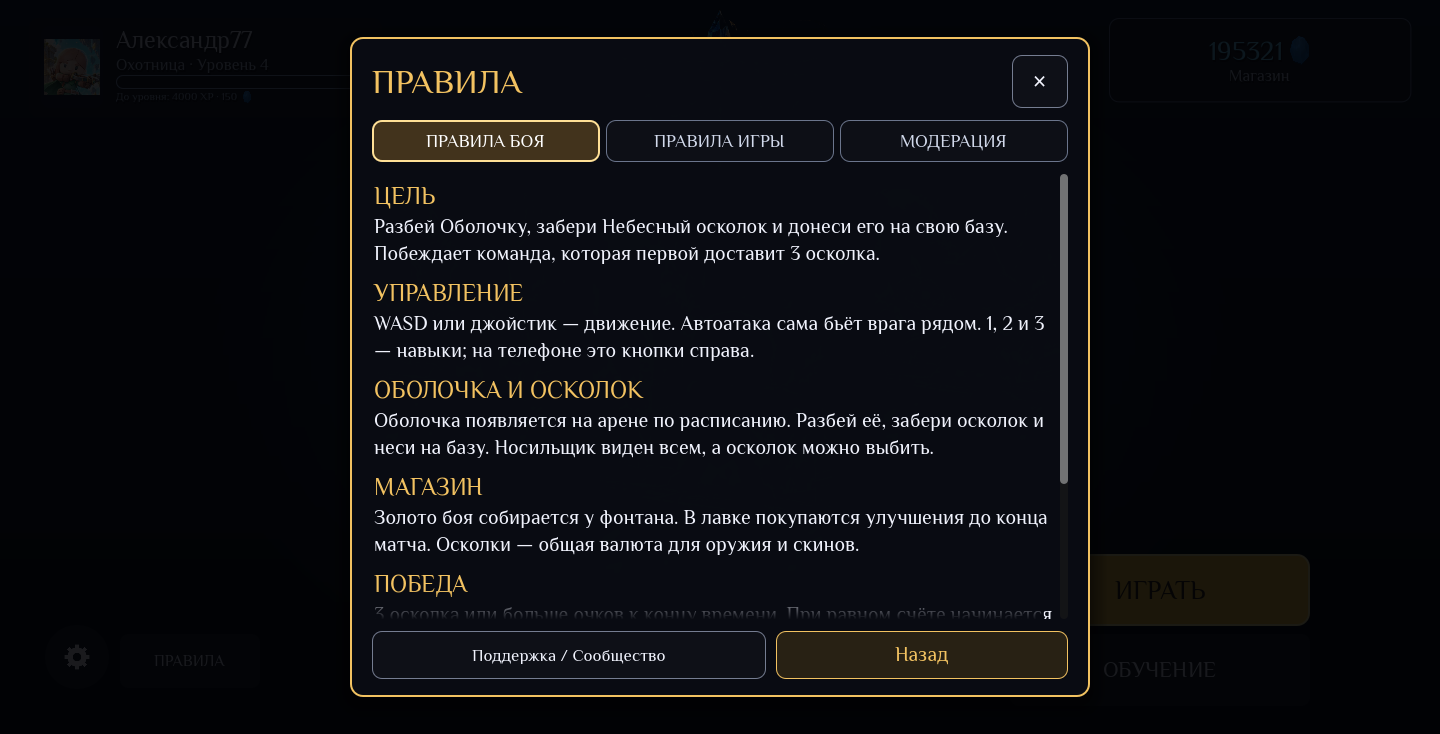 Александр77
Охотница · Уровень 4
До уровня: 4000 XP · 150
195321
Магазин
ПРАВИЛА
×
ПРАВИЛА БОЯ
ПРАВИЛА ИГРЫ
МОДЕРАЦИЯ
ЦЕЛЬ
Разбей Оболочку, забери Небесный осколок и донеси его на свою базу.
Побеждает команда, которая первой доставит 3 осколка.
УПРАВЛЕНИЕ
WASD или джойстик — движение. Автоатака сама бьёт врага рядом. 1, 2 и 3
— навыки; на телефоне это кнопки справа.
ОБОЛОЧКА И ОСКОЛОК
Оболочка появляется на арене по расписанию. Разбей её, забери осколок и
неси на базу. Носильщик виден всем, а осколок можно выбить.
МАГАЗИН
Золото боя собирается у фонтана. В лавке покупаются улучшения до конца
матча. Осколки — общая валюта для оружия и скинов.
ПОБЕДА
3 осколка или больше очков к концу времени. При равном счёте начинается
Поддержка / Сообщество
Назад
ИГРАТЬ
ОБУЧЕНИЕ
ПРАВИЛА